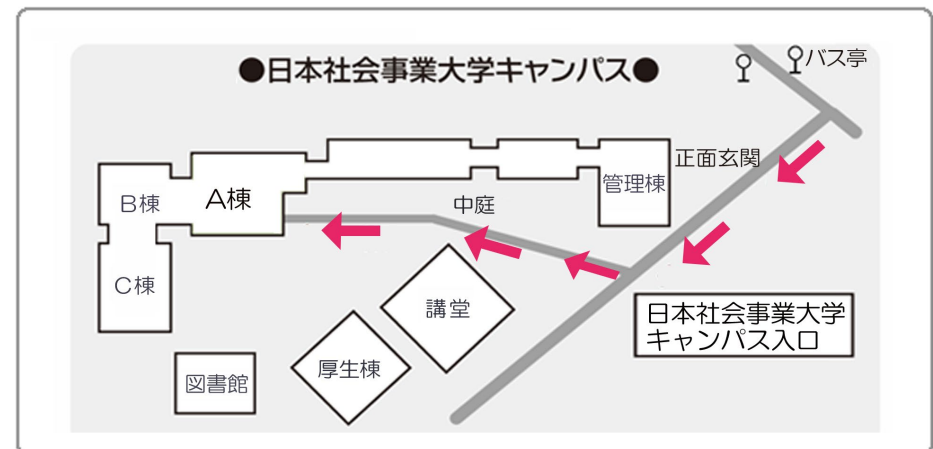 ●日本社会事業大学キャンパス●
バス亭
正面玄関
管理棟
B棟
A棟
中庭
C棟
講堂
日本社会事業大学
キャンパス入口
厚生棟
図書館